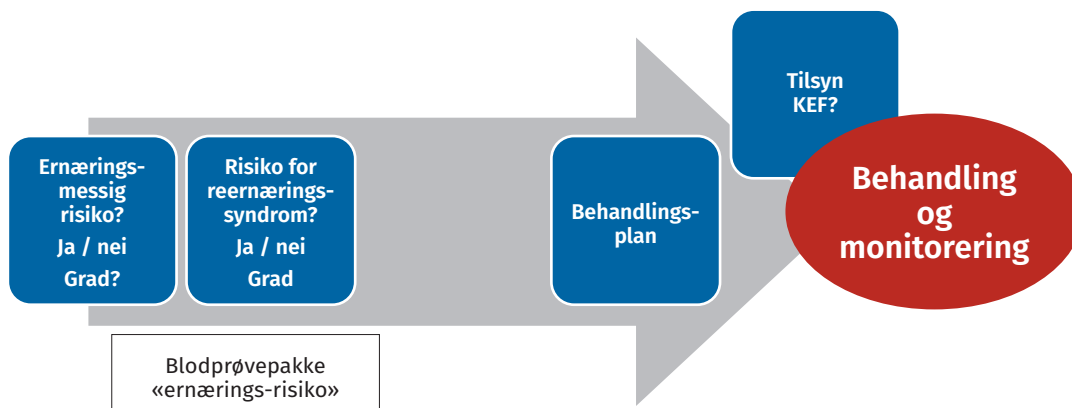 Ernærings-
messig
risiko?
Ja / nei
Grad?
Risiko for
reernærings-
syndrom?
Ja / nei
Grad
Behandlings-
plan
Tilsyn
KEF?
Behandling
og
monitorering
Blodprøvepakke
«ernærings-risiko»